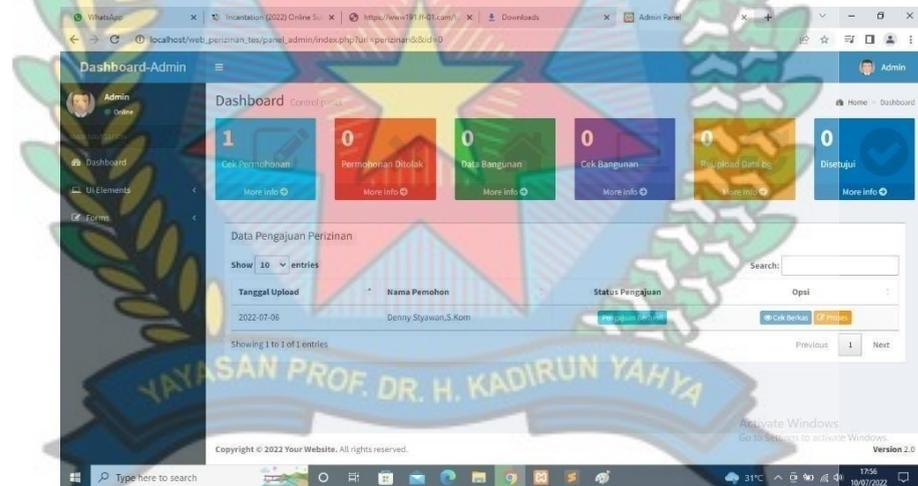 WhatsApp
Incantation (2022) Online Su
https://www191.ff-01.com/t
Downloads
Admin Panel
localhost/web_perizinan_tes/panel_admin/index.php?url=perizinan&&id=0
Dashboard-Admin
Admin
Admin
Online
Dashboard
Home > Dashboard
1
Cek Permohonan
More info
0
Permohonan Ditolak
More info
0
Data Bangunan
More info
0
Cek Bangunan
More info
0
More info
0
Disetujui
More info
Dashboard
UI Elements
Forms
Data Pengajuan Perizinan
Show 10 entries
Search:
Tanggal Upload
Nama Pemohon
Status Pengajuan
Opsi
2022-07-06
Denny Styawan,S.Kom
Cek Berkas
Proses
Showing 1 to 1 of 1 entries
Previous 1 Next
YAYASAN PROF. DR. H. KADIRUN YAHYA
Activate Windows
Go to Settings to activate Windows.
Copyright © 2022 Your Website. All rights reserved.
Version 2.0
Type here to search
31°C
17:56
10/07/2022